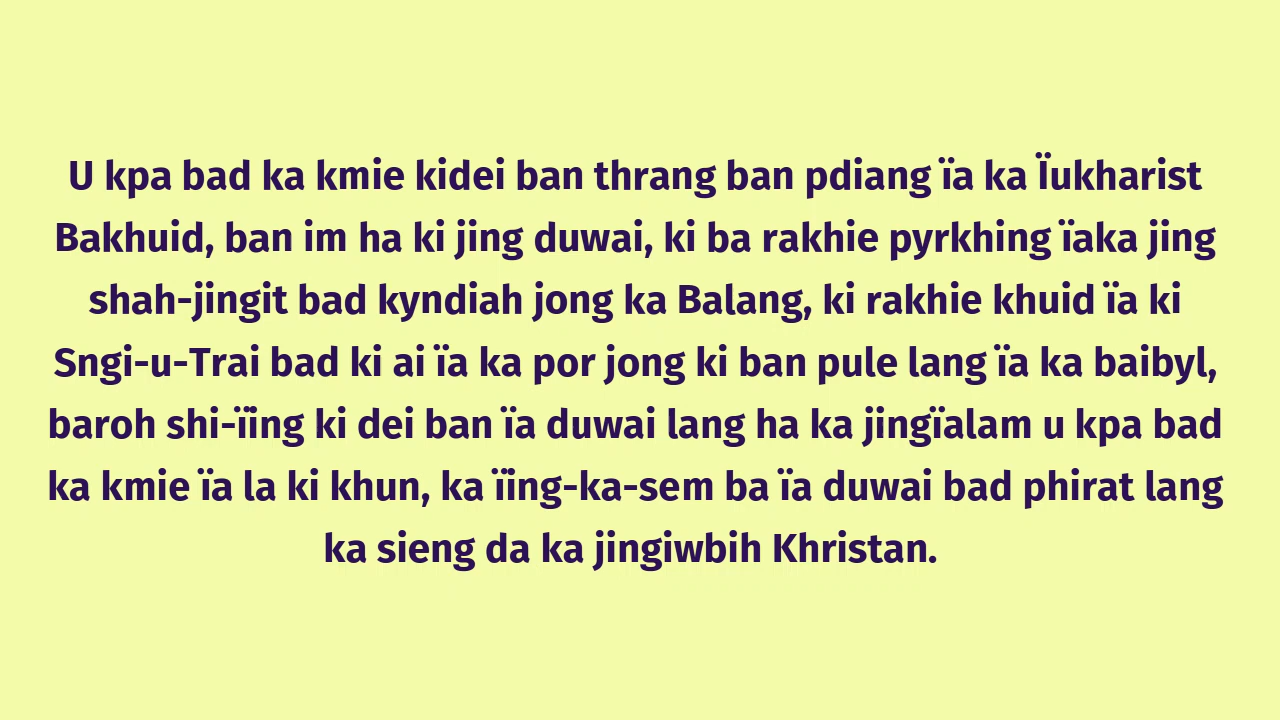 U kpa bad ka kmie kidei ban thrang ban pdiang ïa ka Ïukharist
Bakhuid, ban im ha ki jing duwai, ki ba rakhie pyrkhing ïaka jing
shah-jingit bad kyndiah jong ka Balang, ki rakhie khuid ïa ki
Sngi-u-Trai bad ki ai ïa ka por jong ki ban pule lang ïa ka baibyl,
baroh shi-ïing ki dei ban ïa duwai lang ha ka jingïalam u kpa bad
ka kmie ïa la ki khun, ka ïing-ka-sem ba ïa duwai bad phirat lang
ka sieng da ka jingiwbih Khristan.